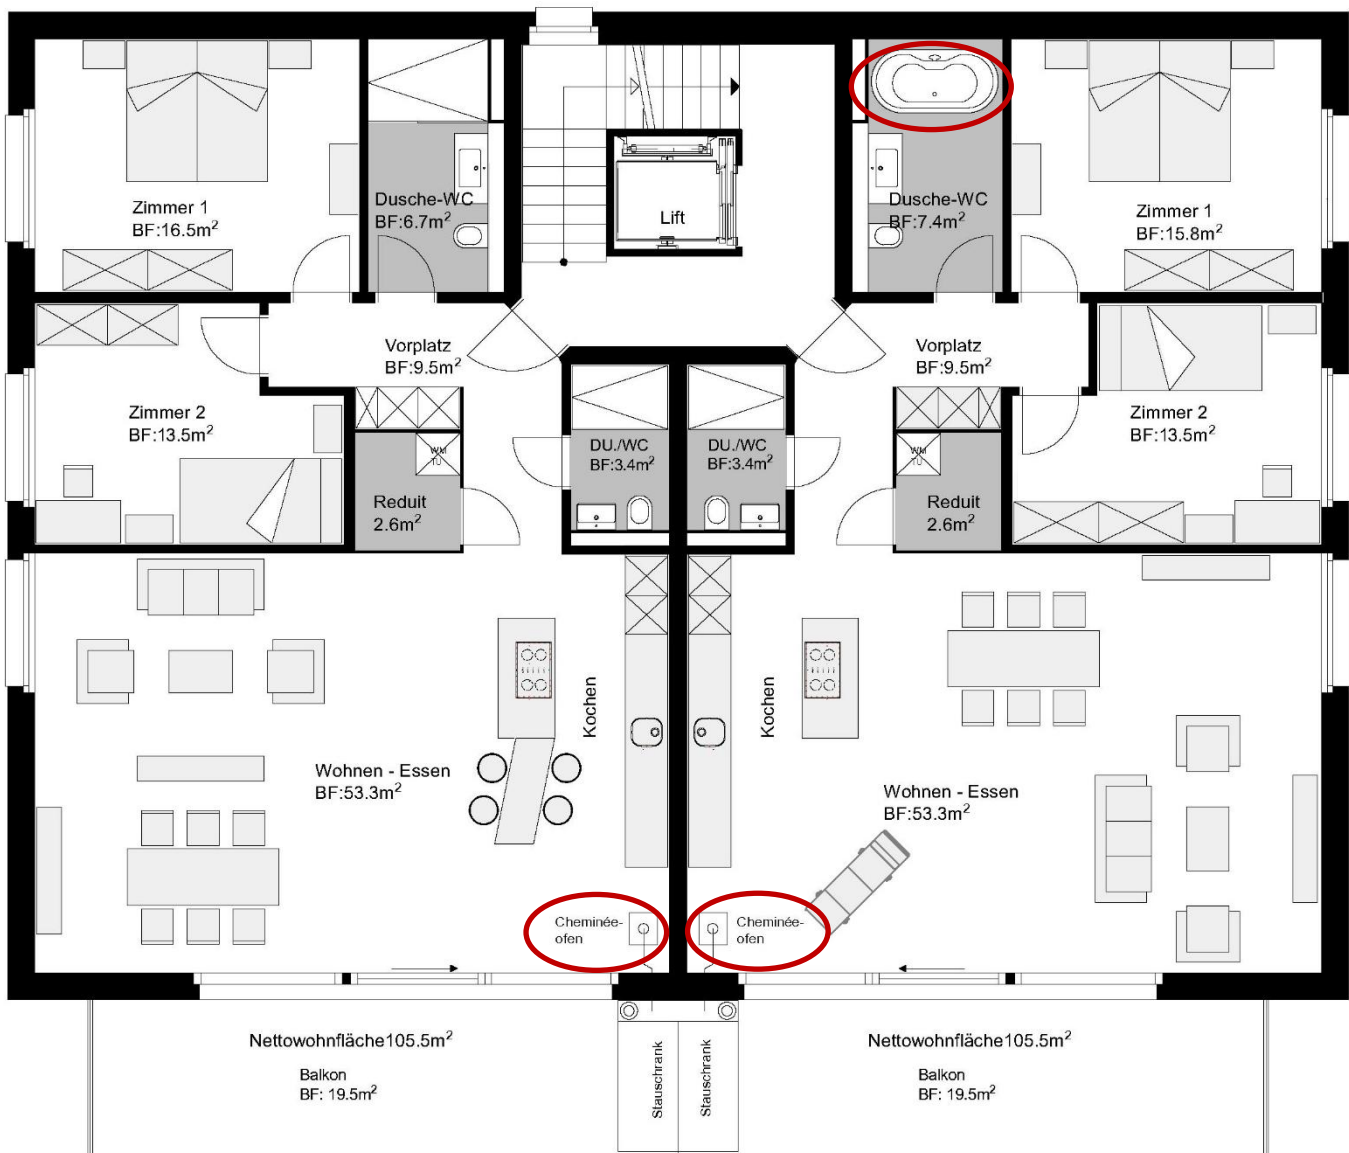 Zimmer 1
BF:16.5m²
Dusche-WC
BF:6.7m²
Lift
Dusche-WC
BF:7.4m²
Zimmer 1
BF:15.8m²
Vorplatz
BF:9.5m²
Vorplatz
BF:9.5m²
Zimmer 2
BF:13.5m²
Zimmer 2
BF:13.5m²
WM
TU
DU./WC
BF:3.4m²
DU./WC
BF:3.4m²
WM
TU
Reduit
2.6m²
Reduit
2.6m²
Kochen
Kochen
Wohnen - Essen
BF:53.3m²
Wohnen - Essen
BF:53.3m²
Cheminée-
ofen
Cheminée-
ofen
Nettowohnfläche105.5m²
Nettowohnfläche105.5m²
Balkon
BF: 19.5m²
Stauschrank
Stauschrank
Balkon
BF: 19.5m²